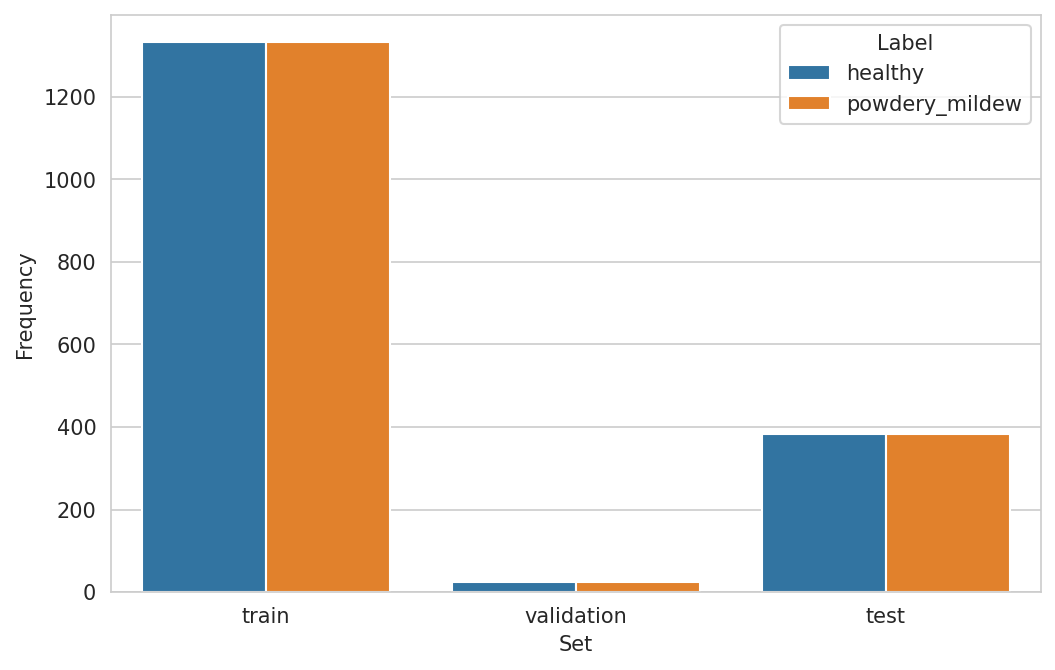 Label
healthy
powdery_mildew
Frequency
1200
1000
800
600
400
200
0
train validation test
Set